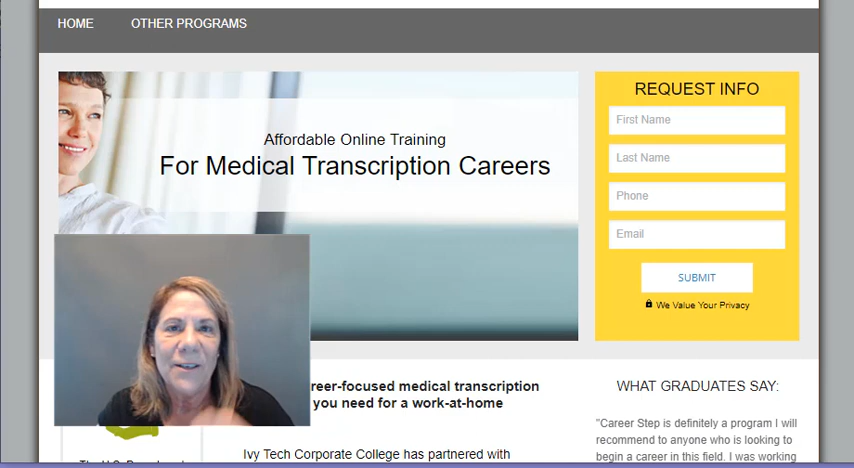 HOME OTHER PROGRAMS
Affordable Online Training
For Medical Transcription Careers
REQUEST INFO
First Name
Last Name
Phone
Email
SUBMIT
We Value Your Privacy
reer-focused medical transcription
you need for a work-at-home
Ivy Tech Corporate College has partnered with
WHAT GRADUATES SAY:
"Career Step is definitely a program I will
recommend to anyone who is looking to
begin a career in this field. I was working